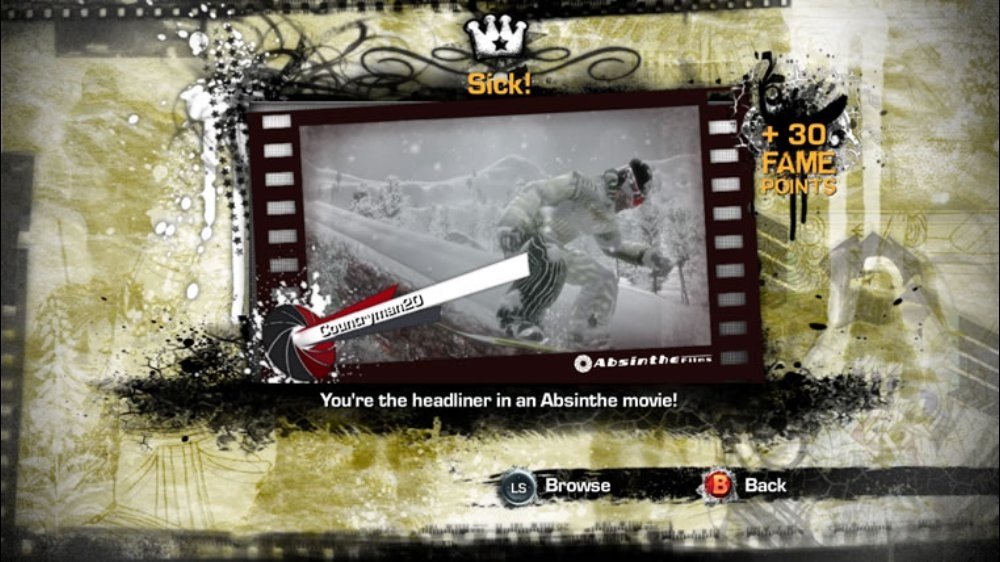 Sick!
+ 30
FAME
POINTS
Countryman20
Absinthe FILMS
You're the headliner in an Absinthe movie!
LS Browse
B Back